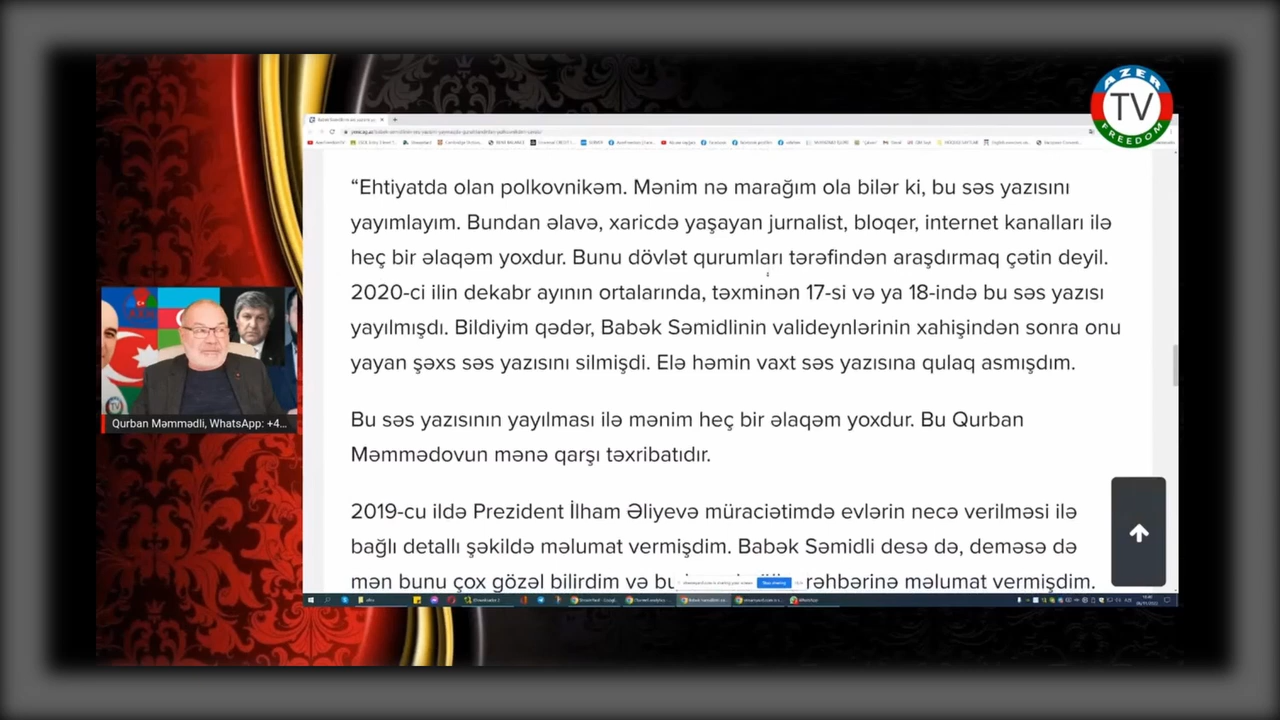 AZER
TV
FREEDOM
“Ehtiyatda olan polkovnikəm. Mənim nə marağım ola bilər ki, bu səs yazısını
yayımlayım. Bundan əlavə, xaricdə yaşayan jurnalist, bloqer, internet kanalları ilə
heç bir əlaqəm yoxdur. Bunu dövlət qurumları tərəfindən araşdırmaq çətin deyil.
2020-ci ilin dekabr ayının ortalarında, təxminən 17-si və ya 18-ində bu səs yazısı
yayılmışdı. Bildiyim qədər, Babək Səmidlinin valideynlərinin xahişindən sonra onu
yayan şəxs səs yazısını silmişdi. Elə həmin vaxt səs yazısına qulaq asmışdım.
Qurban Məmmədli, WhatsApp: +4...
Bu səs yazısının yayılması ilə mənim heç bir əlaqəm yoxdur. Bu Qurban
Məmmədovun mənə qarşı təxribatıdır.
2019-cu ildə Prezident İlham Əliyevə müraciətimdə evlərin necə verilməsi ilə
bağlı detallı şəkildə məlumat vermişdim. Babək Səmidli desə də, deməsə də
mən bunu çox gözəl bilirdim və bu rəhbərinə məlumat vermişdim.
Stop sharing